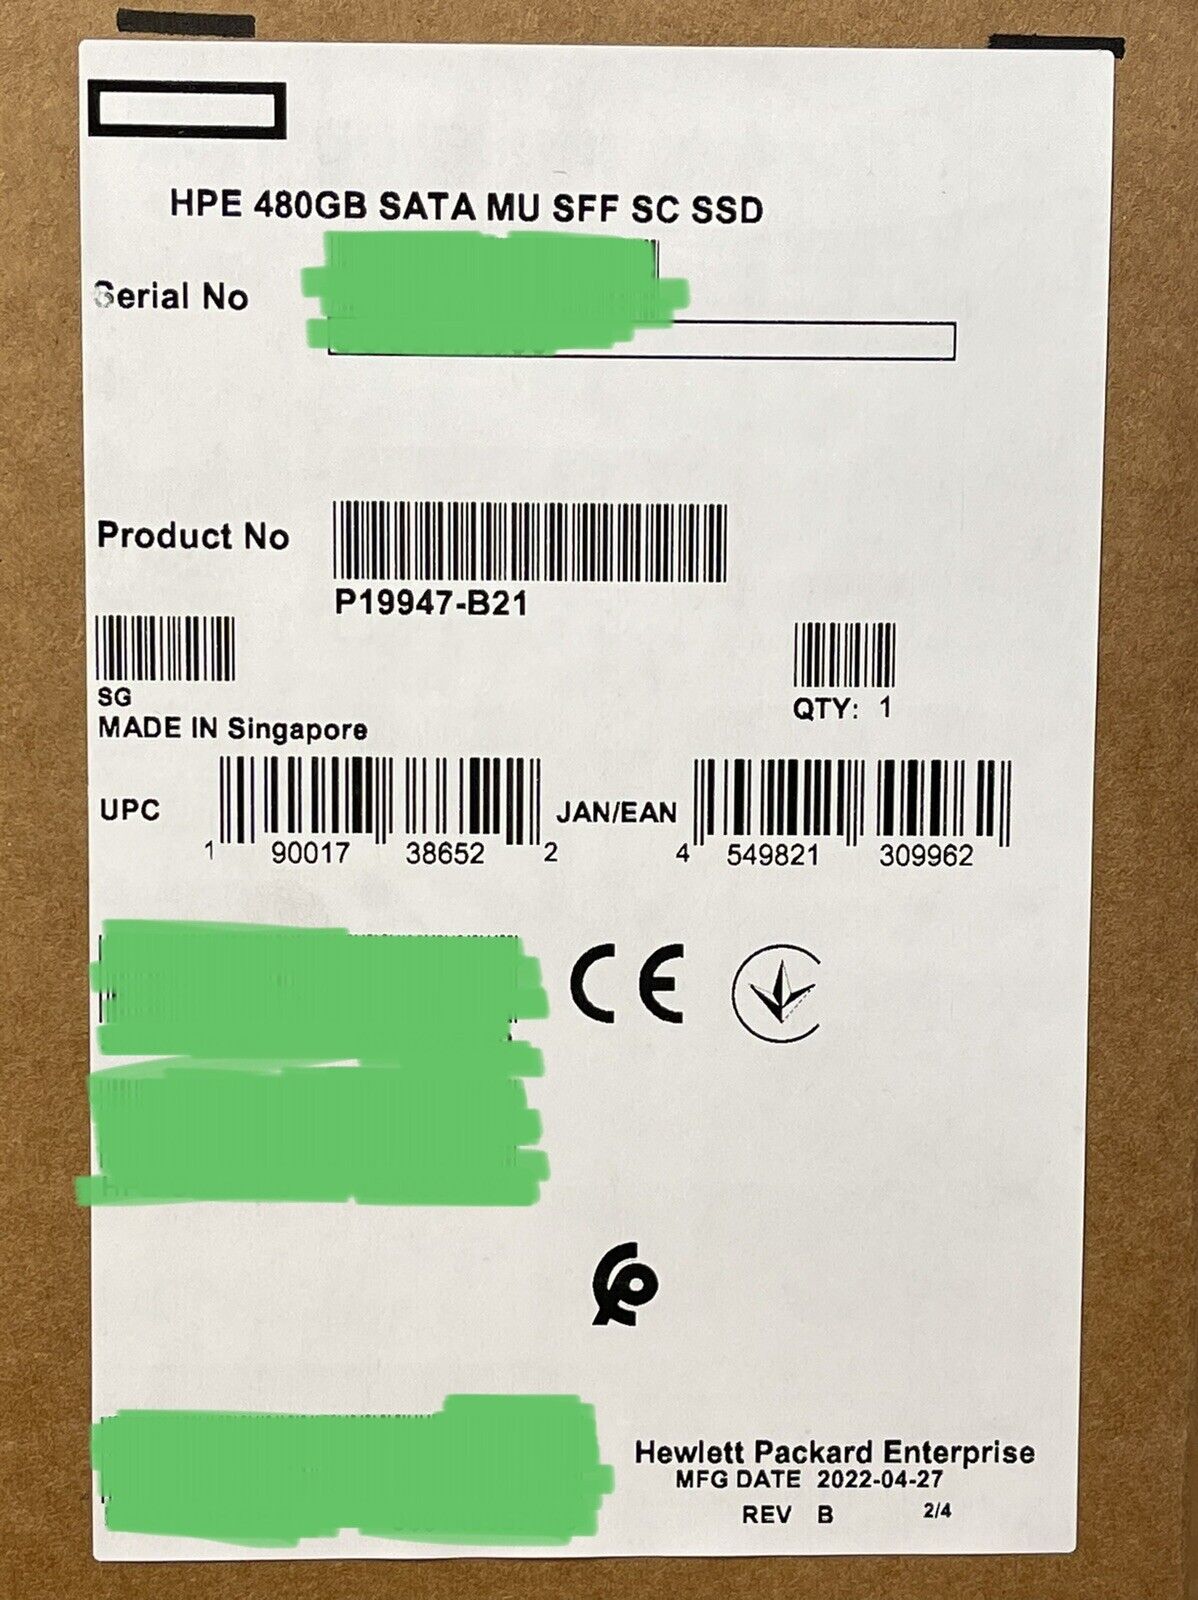 HPE 480GB SATA MU SFF SC SSD
Serial No
Product No
P19947-B21
SG
QTY: 1
MADE IN Singapore
UPC
1 90017 38652 2
JAN/EAN
4 549821 309962
CE
Hewlett Packard Enterprise
MFG DATE 2022-04-27
REV B 2/4